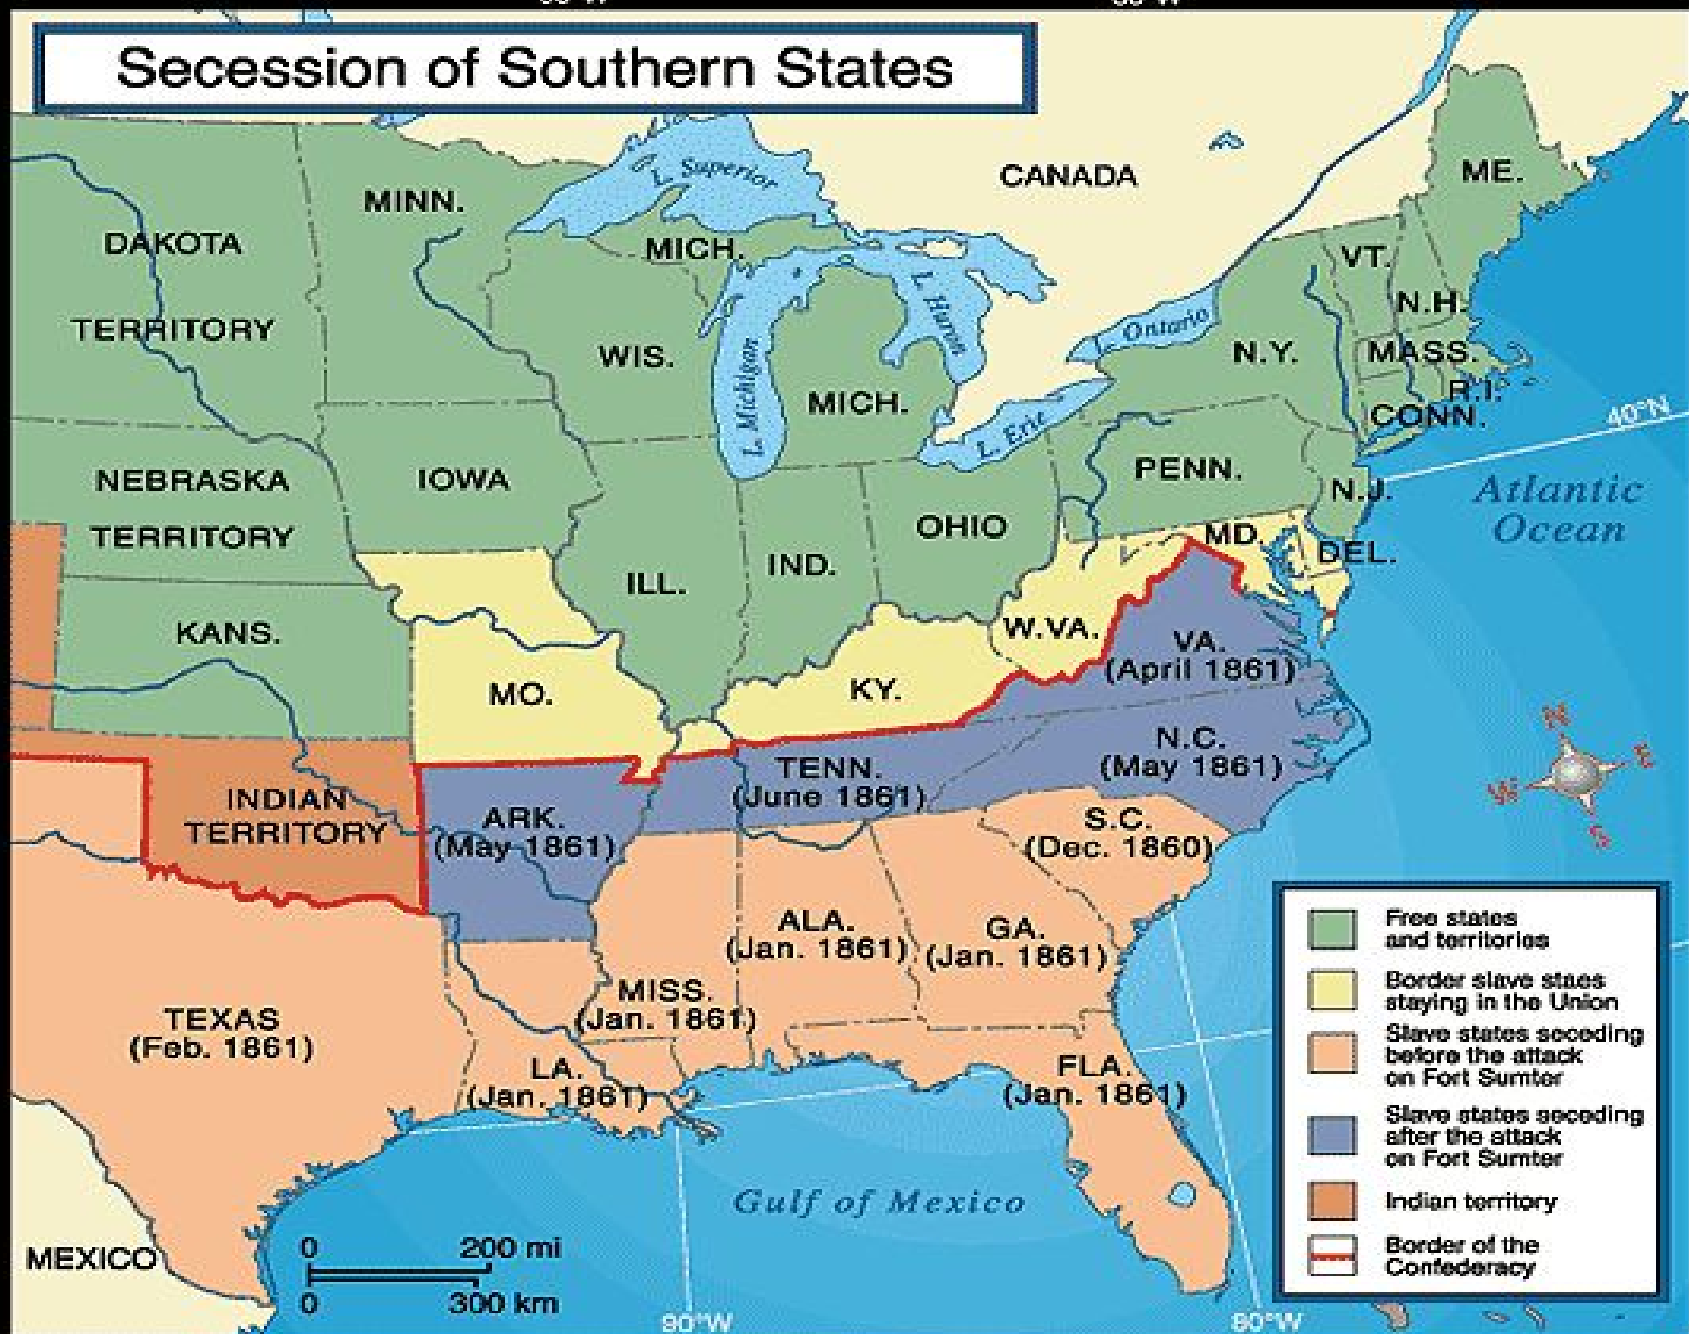 Secession of Southern States
CANADA
ME.
MINN.
L. Superior
DAKOTA
TERRITORY
MICH.
VT.
N.H.
L. Huron
L. Ontario
WIS.
L. Michigan
MICH.
N.Y.
MASS.
R.I.
CONN.
40°N
L. Erie
NEBRASKA
TERRITORY
IOWA
PENN.
N.J.
Atlantic
Ocean
OHIO
MD.
DEL.
ILL.
IND.
KANS.
W.VA.
VA.
(April 1861)
MO.
KY.
N.C.
(May 1861)
TENN.
(June 1861)
INDIAN
TERRITORY
ARK.
(May 1861)
S.C.
(Dec. 1860)
N
E
W
S
ALA.
(Jan. 1861)
GA.
(Jan. 1861)
MISS.
(Jan. 1861)
TEXAS
(Feb. 1861)
LA.
(Jan. 1861)
FLA.
(Jan. 1861)
Gulf of Mexico
MEXICO
0 200 mi
0 300 km
90°W
80°W
Free states
and territories
Border slave staes
staying in the Union
Slave states seceding
before the attack
on Fort Sumter
Slave states seceding
after the attack
on Fort Sumter
Indian territory
Border of the
Confederacy